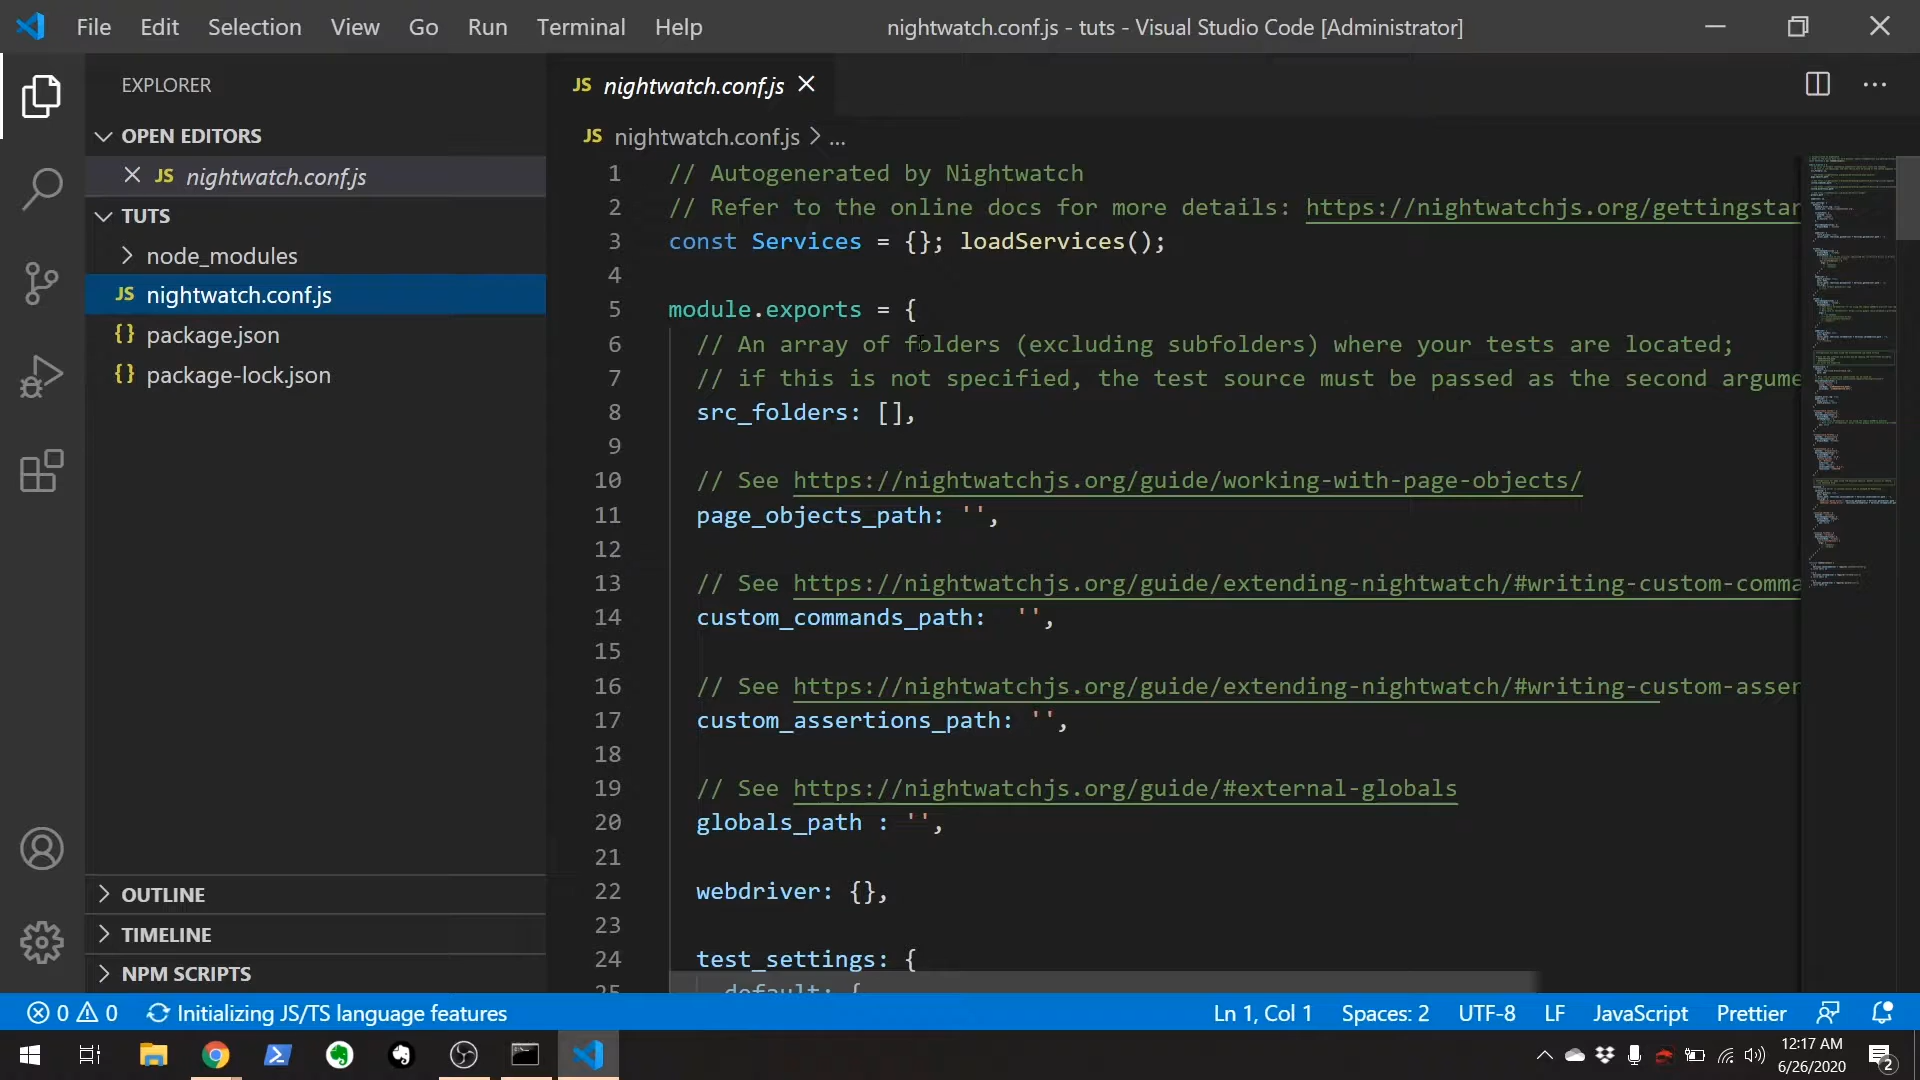 File Edit Selection View Go Run Terminal Help
nightwatch.conf.js - tuts - Visual Studio Code [Administrator]
EXPLORER
OPEN EDITORS
JS nightwatch.conf.js
TUTS
node_modules
JS nightwatch.conf.js
{} package.json
{} package-lock.json
OUTLINE
TIMELINE
NPM SCRIPTS
JS nightwatch.conf.js
JS nightwatch.conf.js > ...
1 // Autogenerated by Nightwatch
2 // Refer to the online docs for more details: https://nightwatchjs.org/gettingstar
3 const Services = {}; loadServices();
4
5 module.exports = {
6 // An array of folders (excluding subfolders) where your tests are located;
7 // if this is not specified, the test source must be passed as the second argume
8 src_folders: [],
9
10 // See https://nightwatchjs.org/guide/working-with-page-objects/
11 page_objects_path: '',
12
13 // See https://nightwatchjs.org/guide/extending-nightwatch/#writing-custom-comma
14 custom_commands_path:  '',
15
16 // See https://nightwatchjs.org/guide/extending-nightwatch/#writing-custom-asser
17 custom_assertions_path: '',
18
19 // See https://nightwatchjs.org/guide/#external-globals
20 globals_path : '',
21
22 webdriver: {},
23
24 test_settings: {
25 default: {
0 0 Initializing JS/TS language features
Ln 1, Col 1 Spaces: 2 UTF-8 LF JavaScript Prettier
12:17 AM
6/26/2020
2